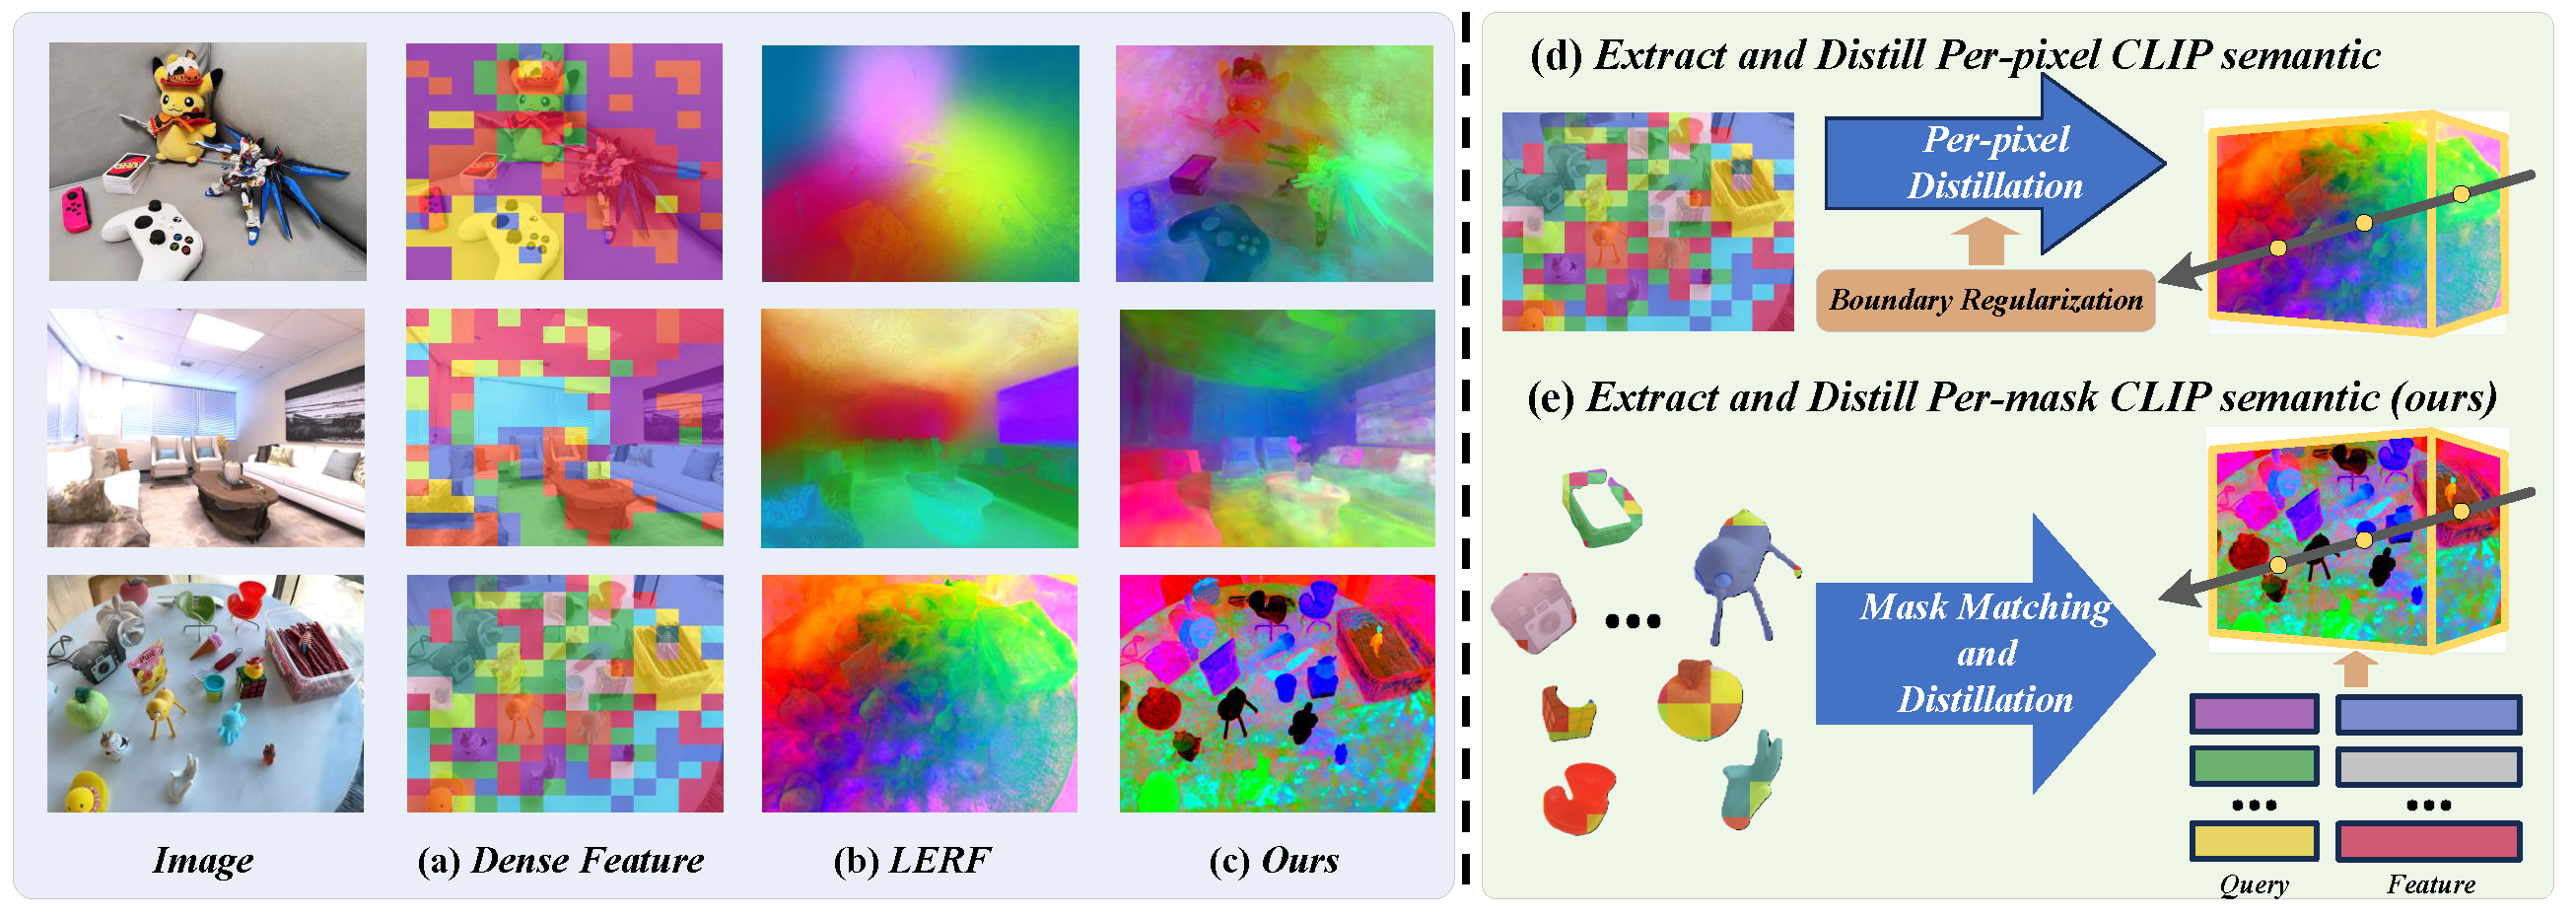 Image
(a) Dense Feature
(b) LERF
(c) Ours
(d) Extract and Distill Per-pixel CLIP semantic
Per-pixel
Distillation
Boundary Regularization
(e) Extract and Distill Per-mask CLIP semantic (ours)
Mask Matching
and
Distillation
Query
Feature